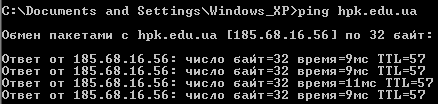 C:\Documents and Settings\Windows_XP>ping hpk.edu.ua
Обмен пакетами с hpk.edu.ua [185.68.16.56] по 32 байт:
Ответ от 185.68.16.56: число байт=32 время=9мс TTL=57
Ответ от 185.68.16.56: число байт=32 время=9мс TTL=57
Ответ от 185.68.16.56: число байт=32 время=11мс TTL=57
Ответ от 185.68.16.56: число байт=32 время=9мс TTL=57